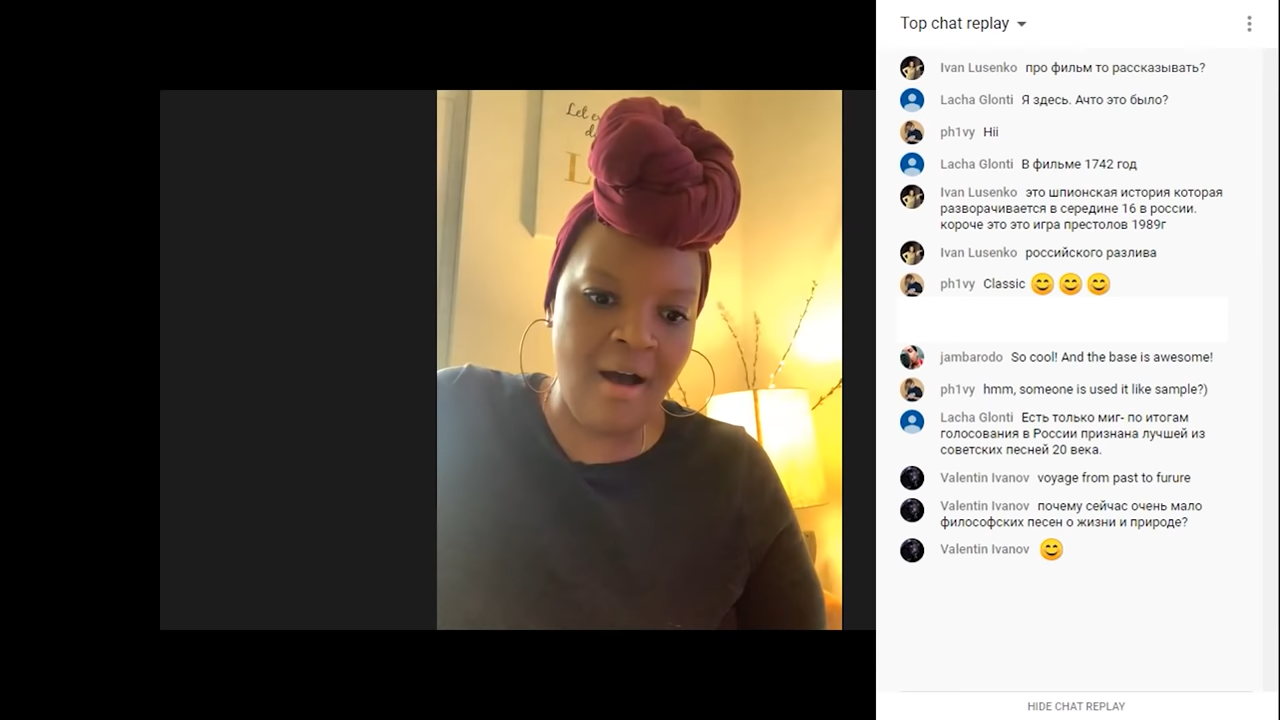 Top chat replay
Ivan Lusenko про фильм то рассказывать?
Lacha Glonti Я здесь. Ачто это было?
ph1vy Hii
Lacha Glonti В фильме 1742 год
Ivan Lusenko это шпионская история которая
разворачивается в середине 16 в россии.
короче это это игра престолов 1989г
Ivan Lusenko российского разлива
ph1vy Classic 😊😊😊
jambarodo So cool! And the base is awesome!
ph1vy hmm, someone is used it like sample?)
Lacha Glonti Есть только миг- по итогам
голосования в России признана лучшей из
советских песней 20 века.
Valentin Ivanov voyage from past to furure
Valentin Ivanov почему сейчас очень мало
философских песен о жизни и природе?
Valentin Ivanov 😊
HIDE CHAT REPLAY
Let
L